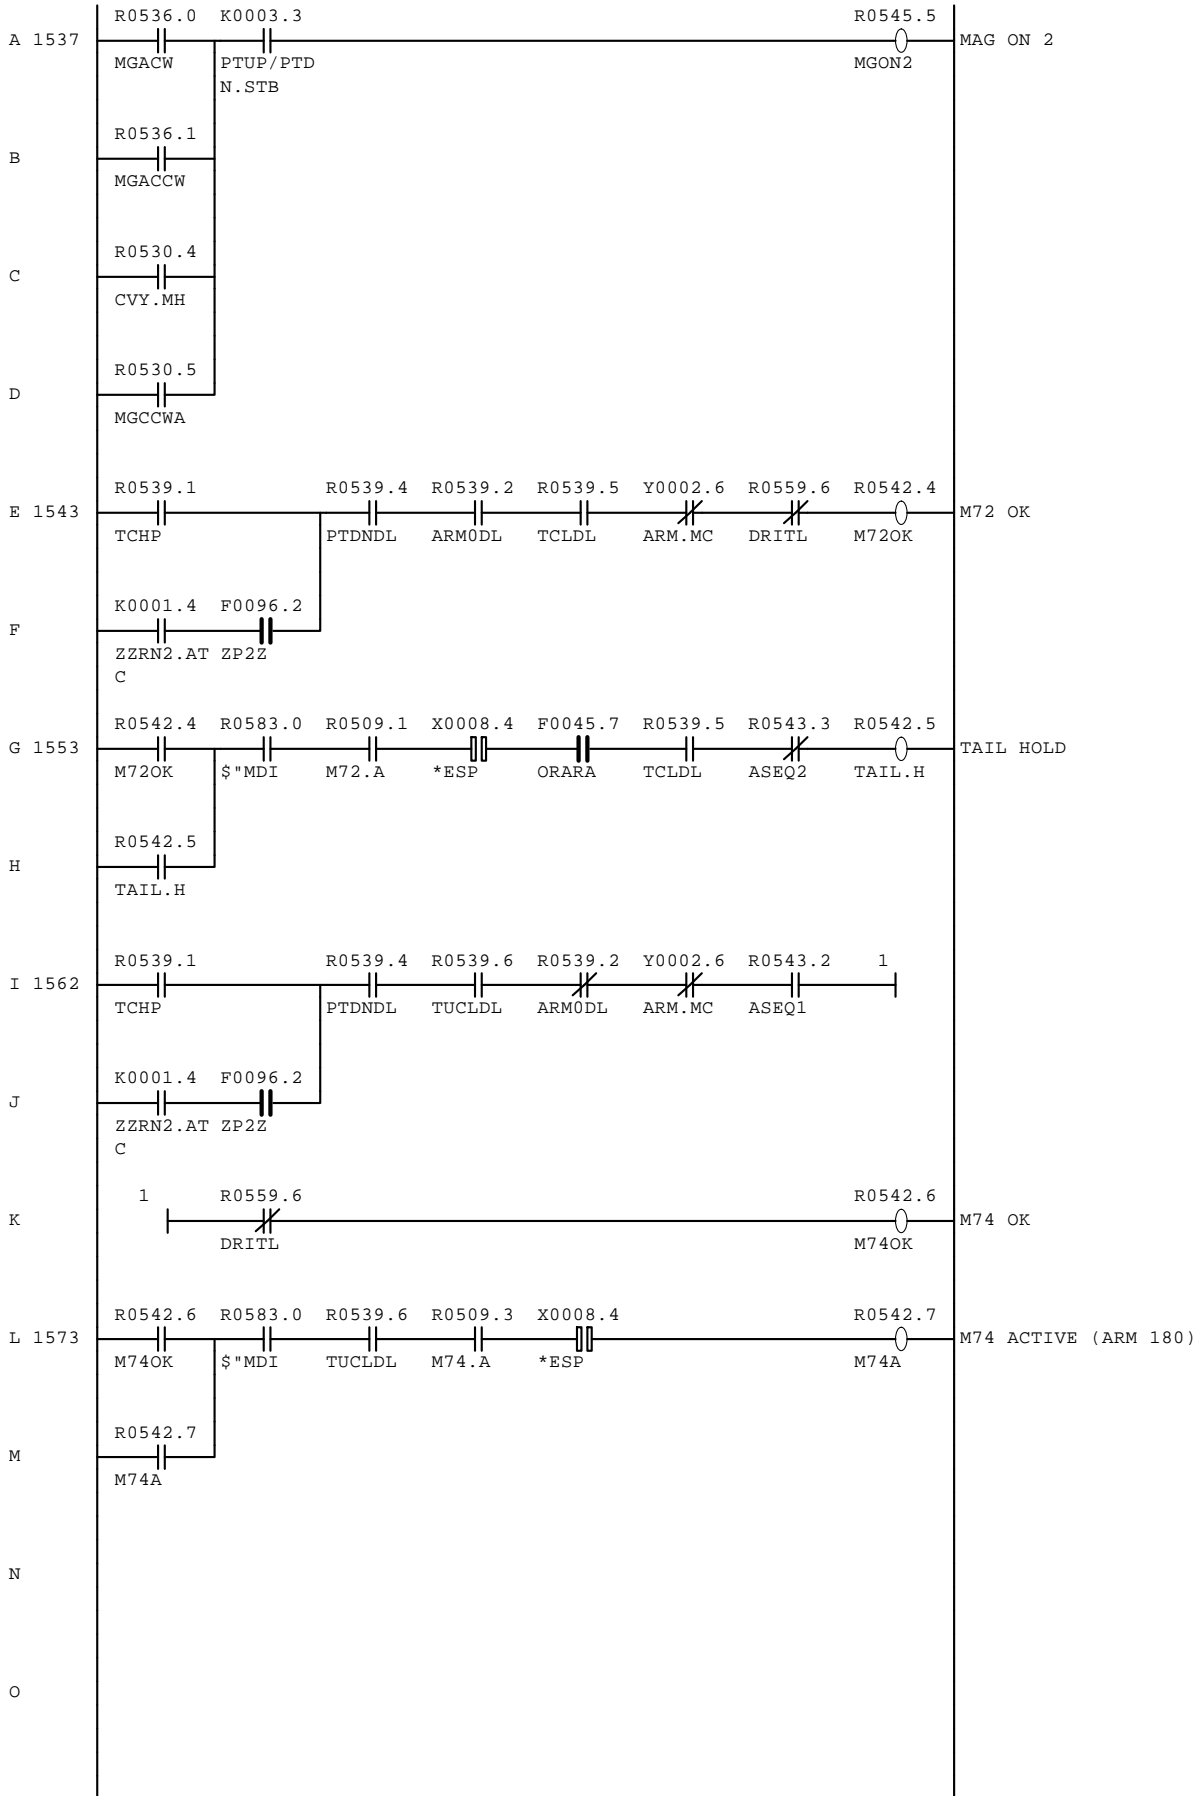 R0536.0 K0003.3 R0545.5
A 1537 MAG ON 2
MGACW PTUP/PTD MGON2
N.STB
R0536.1
B
MGACCW
R0530.4
C
CVY.MH
R0530.5
D
MGCCWA
R0539.1 R0539.4 R0539.2 R0539.5 Y0002.6 R0559.6 R0542.4
E 1543 M72 OK
TCHP PTDNDL ARM0DL TCLDL ARM.MC DRITL M72OK
K0001.4 F0096.2
F
ZZRN2.AT ZP2Z
C
R0542.4 R0583.0 R0509.1 X0008.4 F0045.7 R0539.5 R0543.3 R0542.5
G 1553 TAIL HOLD
M72OK $"MDI M72.A *ESP ORARA TCLDL ASEQ2 TAIL.H
R0542.5
H
TAIL.H
R0539.1 R0539.4 R0539.6 R0539.2 Y0002.6 R0543.2 1
I 1562
TCHP PTDNDL TUCLDL ARM0DL ARM.MC ASEQ1
K0001.4 F0096.2
J
ZZRN2.AT ZP2Z
C
1 R0559.6 R0542.6
K M74 OK
DRITL M74OK
R0542.6 R0583.0 R0539.6 R0509.3 X0008.4 R0542.7
L 1573 M74 ACTIVE (ARM 180)
M74OK $"MDI TUCLDL M74.A *ESP M74A
R0542.7
M
M74A
N
O